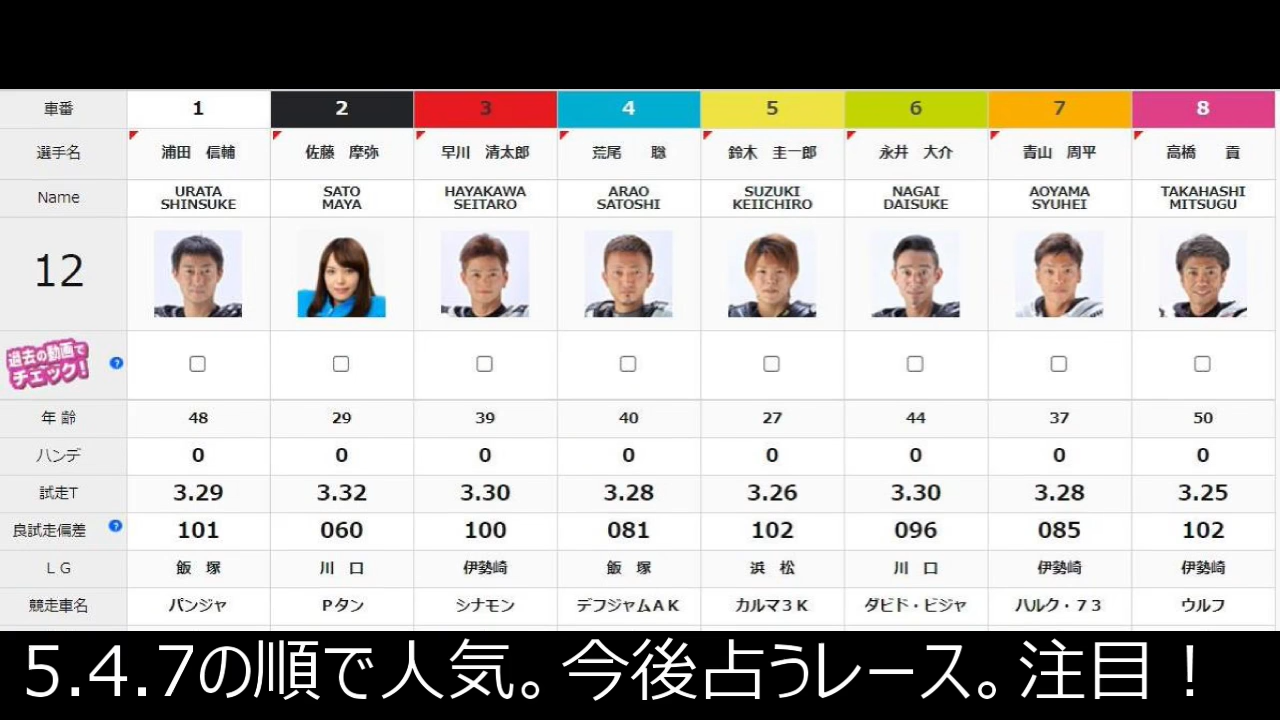 車番 1 2 3 4 5 6 7 8
選手名 浦田 信輔 佐藤 摩弥 早川 清太郎 荒尾 聡 鈴木 圭一郎 永井 大介 青山 周平 高橋 貢
Name URATA SHINSUKE SATO MAYA HAYAKAWA SEITARO ARAO SATOSHI SUZUKI KEIICHIRO NAGAI DAISUKE AOYAMA SYUHEI TAKAHASHI MITSUGU
12
過去の動画で
チェック! ?
年齢 48 29 39 40 27 44 37 50
ハンデ 0 0 0 0 0 0 0 0
試走T 3.29 3.32 3.30 3.28 3.26 3.30 3.28 3.25
良試走偏差 ? 101 060 100 081 102 096 085 102
LG 飯塚 川口 伊勢崎 飯塚 浜松 川口 伊勢崎 伊勢崎
競走車名 パンジャ Pタン シナモン デフジャムAK カルマ3K ダビド・ビジャ ハルク・73 ウルフ
5.4.7の順で人気。今後占うレース。注目!